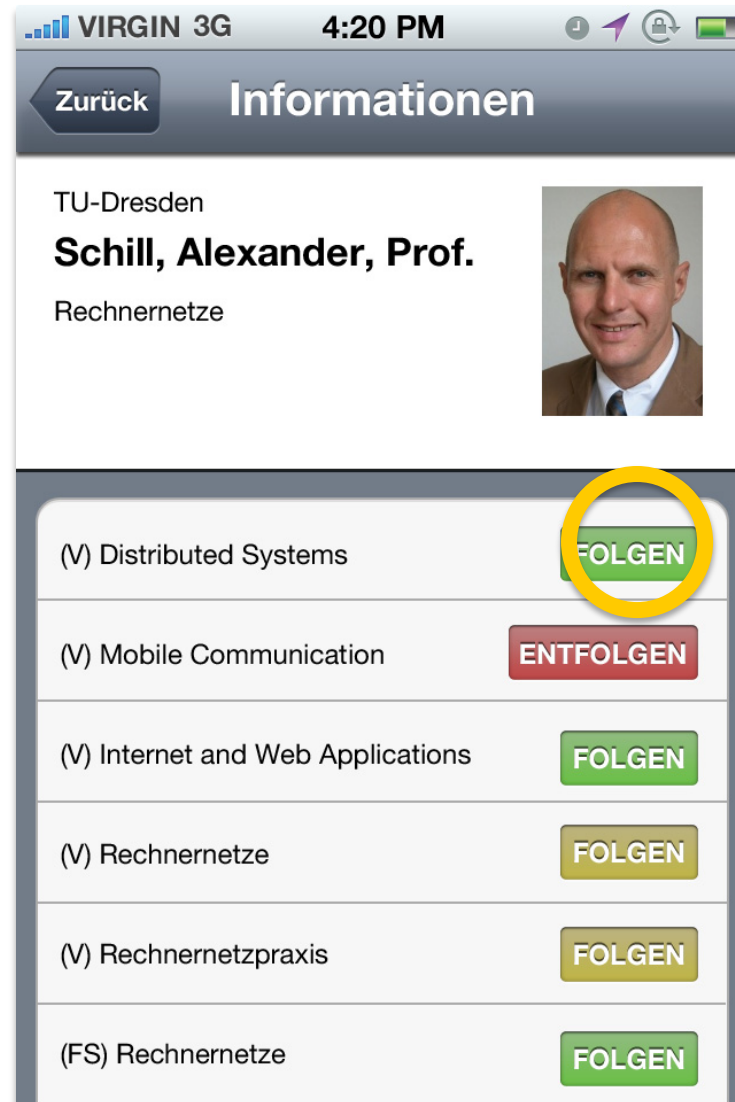 VIRGIN 3G 4:20 PM
Zurück Informationen
TU-Dresden
Schill, Alexander, Prof.
Rechnernetze
(V) Distributed Systems FOLGEN
(V) Mobile Communication ENTFOLGEN
(V) Internet and Web Applications FOLGEN
(V) Rechnernetze FOLGEN
(V) Rechnernetzpraxis FOLGEN
(FS) Rechnernetze FOLGEN